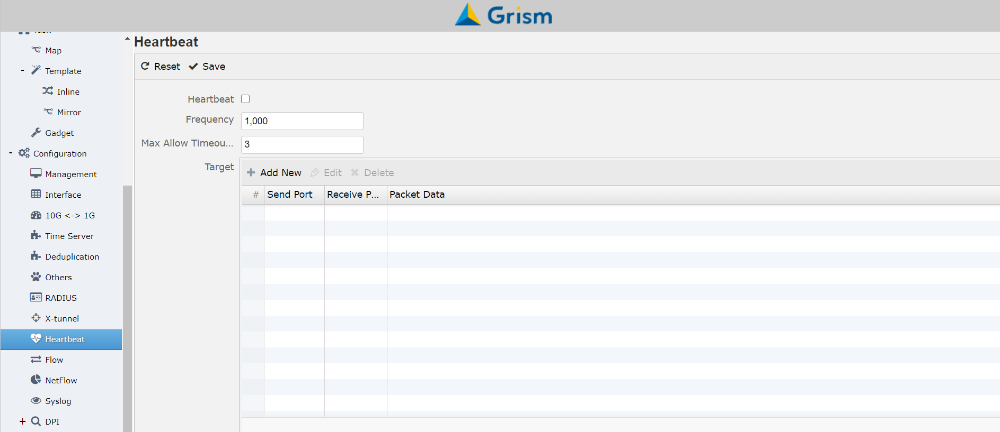 Grism
Map
- Template
Inline
Mirror
Gadget
- Configuration
Management
Interface
10G <-> 1G
Time Server
Deduplication
Others
RADIUS
X-tunnel
Heartbeat
Flow
NetFlow
Syslog
+ DPI
Heartbeat
Reset Save
Heartbeat
Frequency 1,000
Max Allow Timeou... 3
Target
Add New Edit Delete
# Send Port Receive P... Packet Data